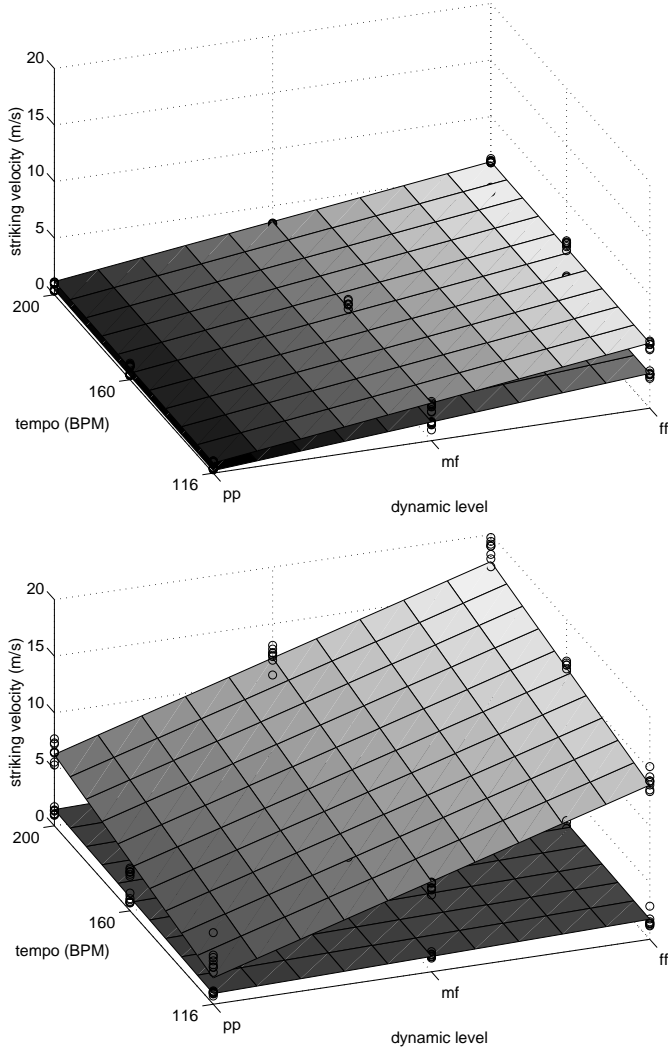 20
15
10
5
0
striking velocity (m/s)
200
160
116
tempo (BPM)
pp
mf
ff
dynamic level
20
15
10
5
0
striking velocity (m/s)
200
160
116
tempo (BPM)
pp
mf
ff
dynamic level